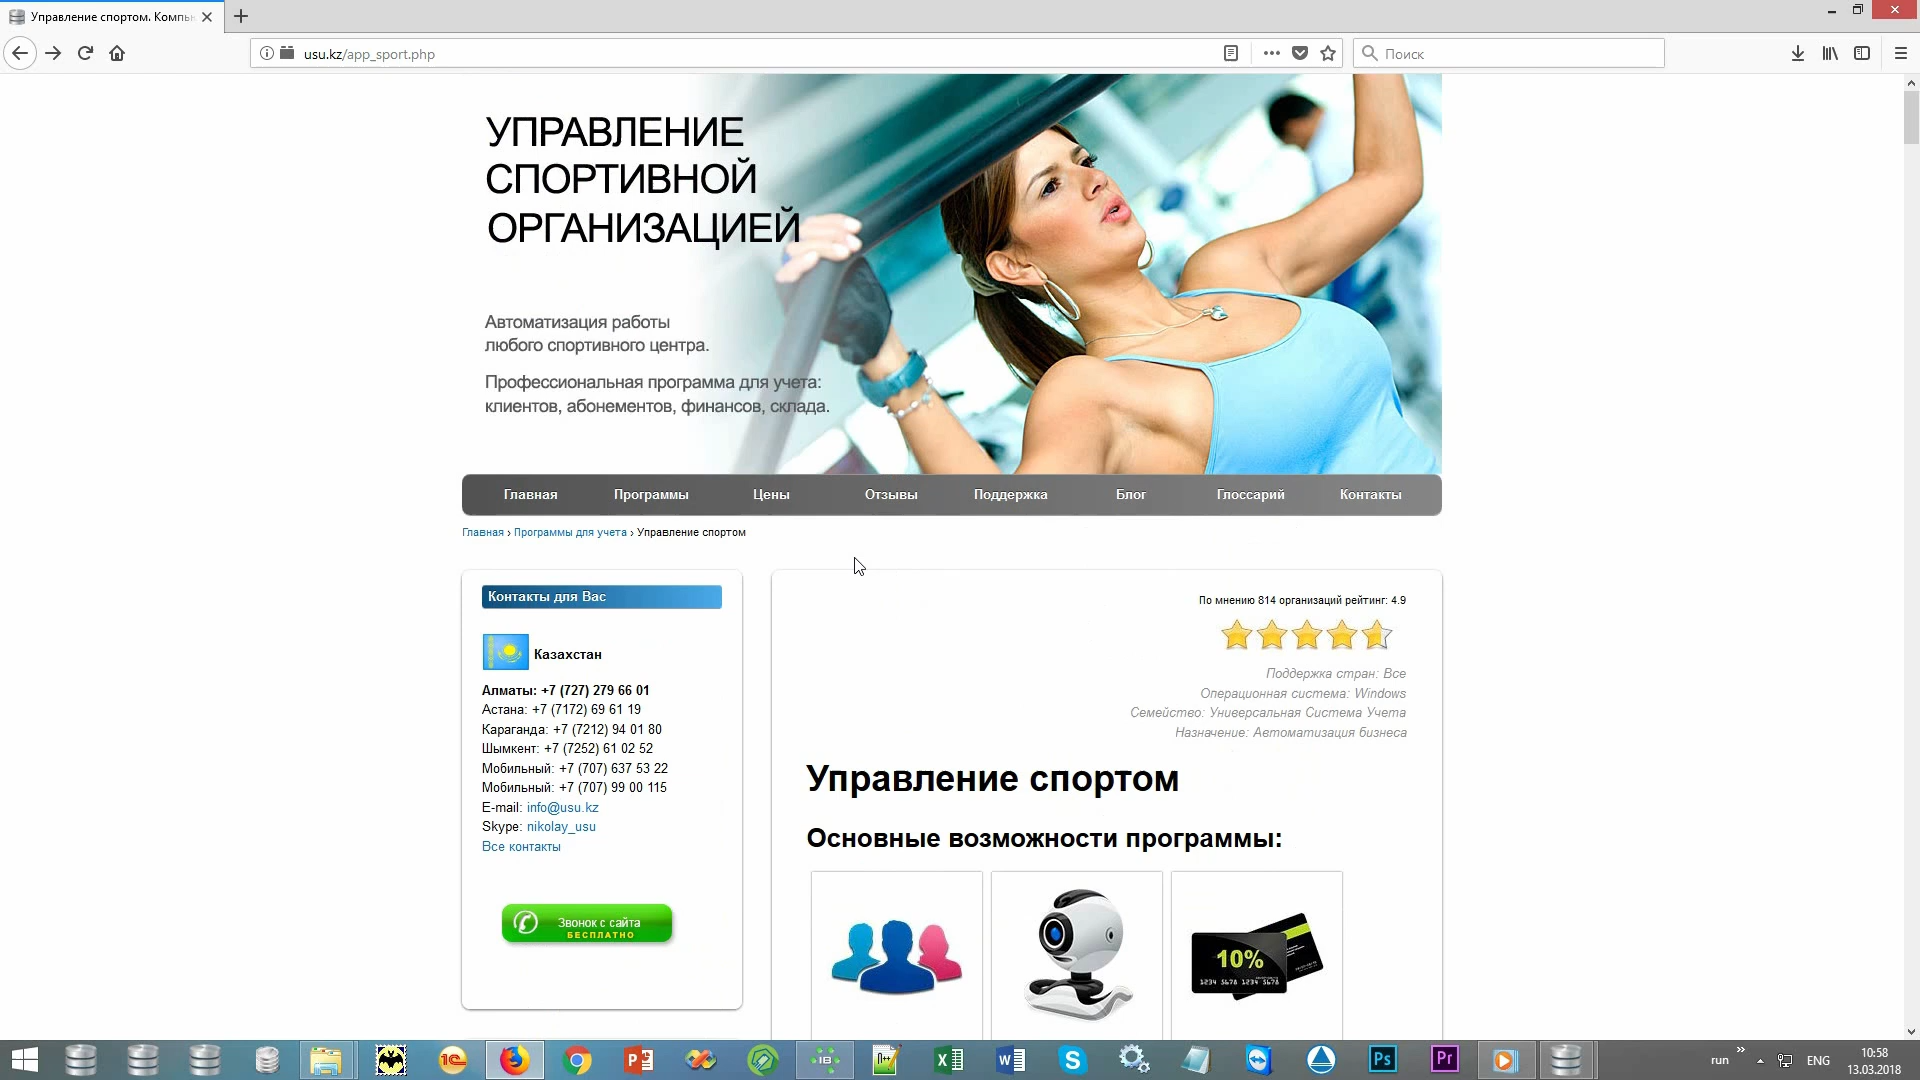 Управление спортом. Компь
usu.kz/app_sport.php
Поиск
УПРАВЛЕНИЕ
СПОРТИВНОЙ
ОРГАНИЗАЦИЕЙ
Автоматизация работы
любого спортивного центра.
Профессиональная программа для учета:
клиентов, абонементов, финансов, склада.
Главная Программы Цены Отзывы Поддержка Блог Глоссарий Контакты
Главная › Программы для учета › Управление спортом
Контакты для Вас
Казахстан
Алматы: +7 (727) 279 66 01
Астана: +7 (7172) 69 61 19
Караганда: +7 (7212) 94 01 80
Шымкент: +7 (7252) 61 02 52
Мобильный: +7 (707) 637 53 22
Мобильный: +7 (707) 99 00 115
E-mail: info@usu.kz
Skype: nikolay_usu
Все контакты
Звонок с сайта
БЕСПЛАТНО
По мнению 814 организаций рейтинг: 4.9
Поддержка стран: Все
Операционная система: Windows
Семейство: Универсальная Система Учета
Назначение: Автоматизация бизнеса
Управление спортом
Основные возможности программы:
10%
1234 5678 1234 5678
run
ENG
10:58
13.03.2018